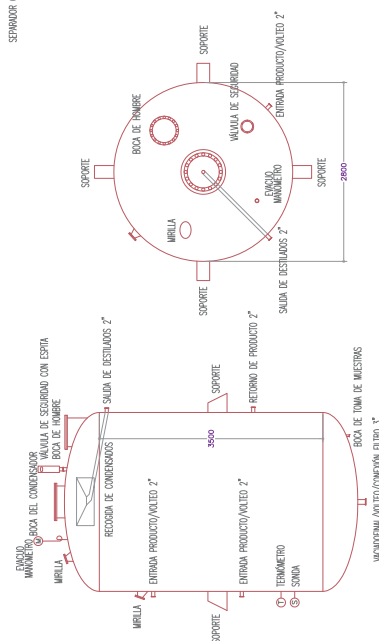 SEPARADOR
SOPORTE
BOCA DE HOMBRE
VÁLVULA DE SEGURIDAD
ENTRADA PRODUCTO/VOLTEO 2"
SOPORTE
SOPORTE
2800
EVACUO
MANÓMETRO
MIRILLA
SALIDA DE DESTILADOS 2"
SOPORTE
VÁLVULA DE SEGURIDAD CON ESPITA
BOCA DE HOMBRE
SALIDA DE DESTILADOS 2"
BOCA DEL CONDENSADOR
EVACUO
MANÓMETRO
M
MIRILLA
RECOGIDA DE CONDENSADOS
SOPORTE
3500
RETORNO DE PRODUCTO 2"
MIRILLA
ENTRADA PRODUCTO/VOLTEO 2"
SOPORTE
ENTRADA PRODUCTO/VOLTEO 2"
TERMÓMETRO
T
SONDA
S
BOCA DE TOMA DE MUESTRAS